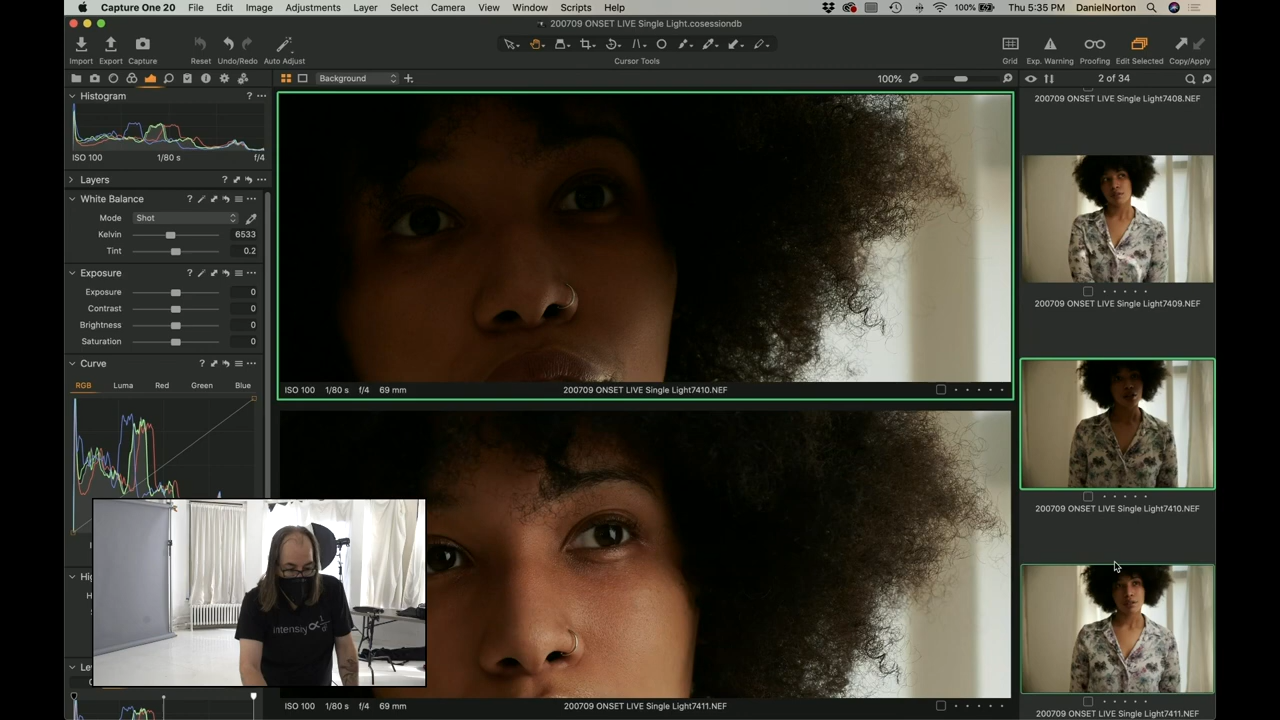 Capture One 20 File Edit View Image Adjustments Layer Select Camera View Window Scripts Help 100% Thu 5:35 PM DanielNorton
200709 ONSET LIVE Single Light.cosessiondb
Import Export Capture Reset Undo/Redo Auto Adjust Cursor Tools Grid Exp. Warning Proofing Edit Selected Copy/Apply
Background 100% 2 of 34
Histogram ?
ISO 100 1/80 s f/4
Layers ?
White Balance ?
Mode Shot
Kelvin 6533
Tint 0.2
Exposure ?
Exposure 0
Contrast 0
Brightness 0
Saturation 0
Curve ?
RGB Luma Red Green Blue
Hig
H
Le
ISO 100 1/80 s f/4 69 mm 200709 ONSET LIVE Single Light7410.NEF
ISO 100 1/80 s f/4 69 mm 200709 ONSET LIVE Single Light7411.NEF
200709 ONSET LIVE Single Light7408.NEF
200709 ONSET LIVE Single Light7409.NEF
200709 ONSET LIVE Single Light7410.NEF
200709 ONSET LIVE Single Light7411.NEF
intensity